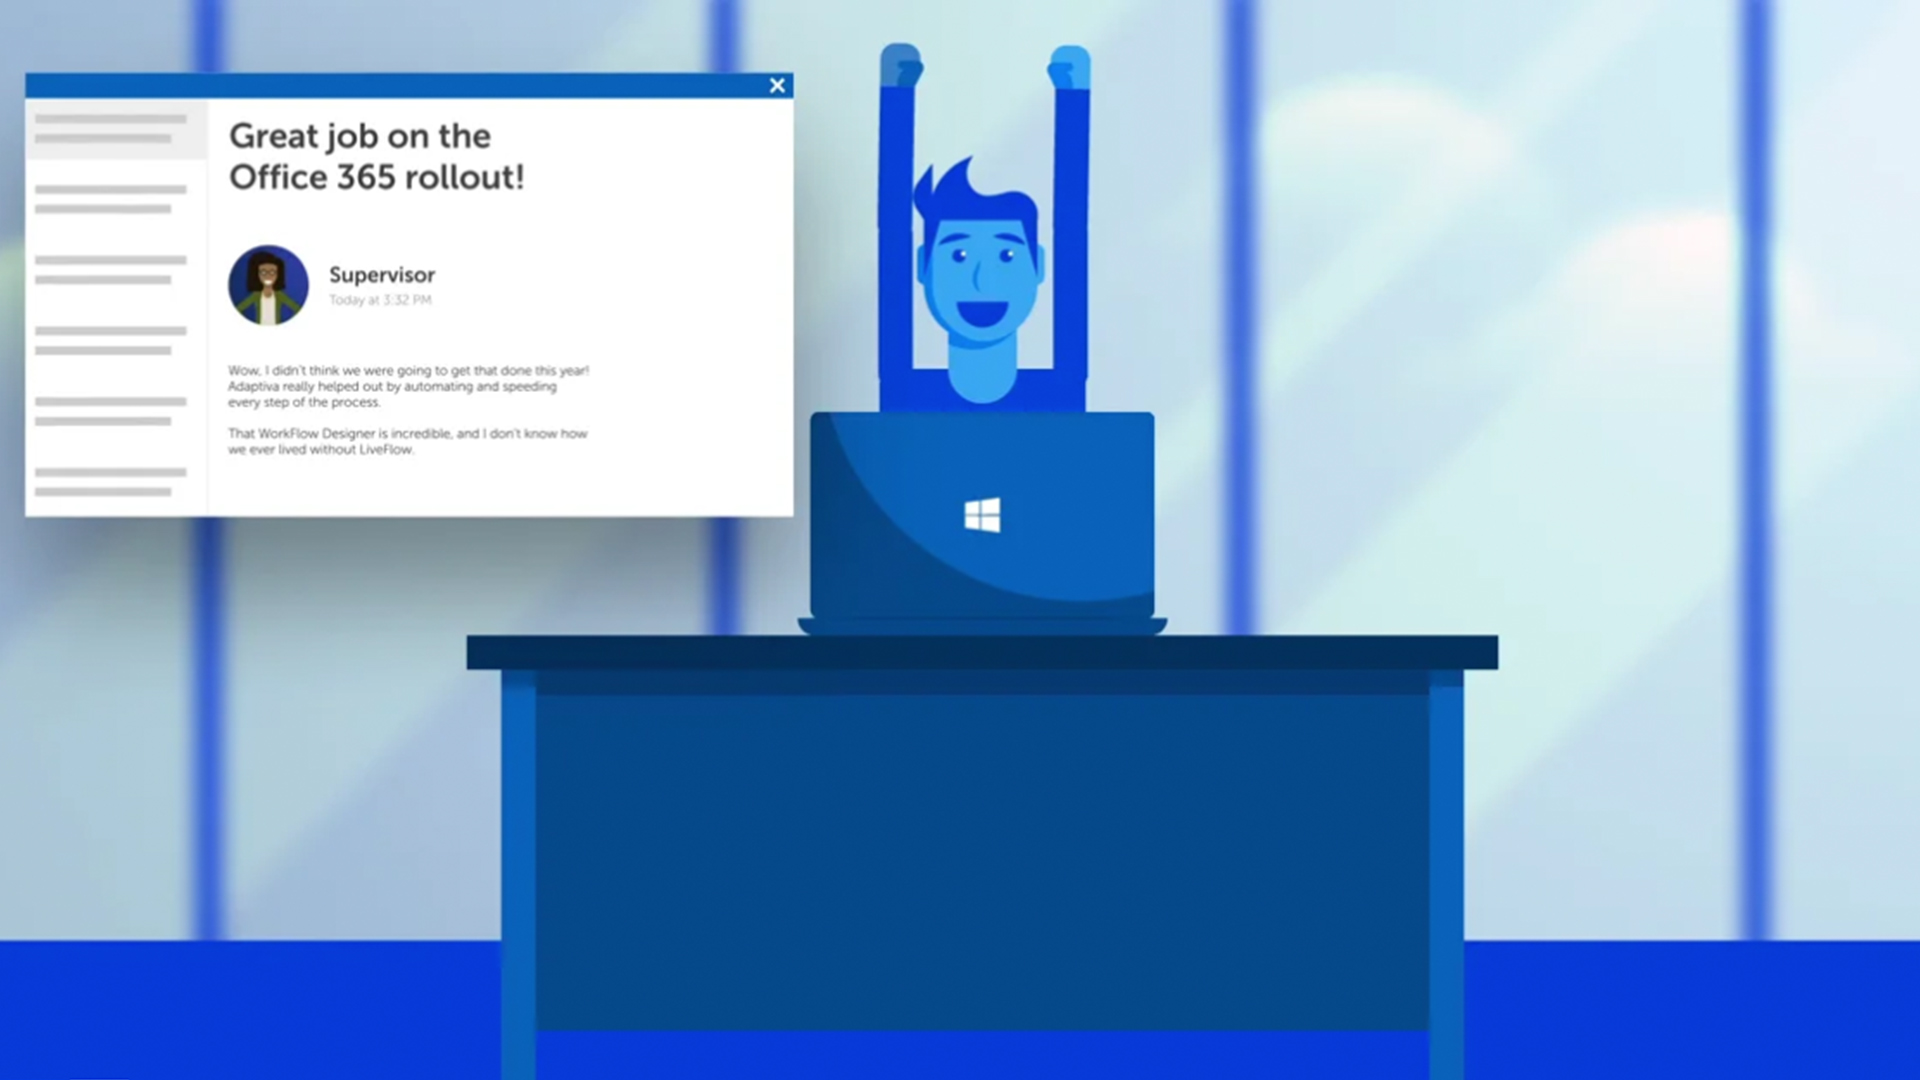 Great job on the
Office 365 rollout!
Supervisor
Today at 3:32 PM
Wow, I didn't think we were going to get that done this year!
Adaptiva really helped out by automating and speeding
every step of the process.
That WorkFlow Designer is incredible, and I don't know how
we ever lived without LiveFlow.